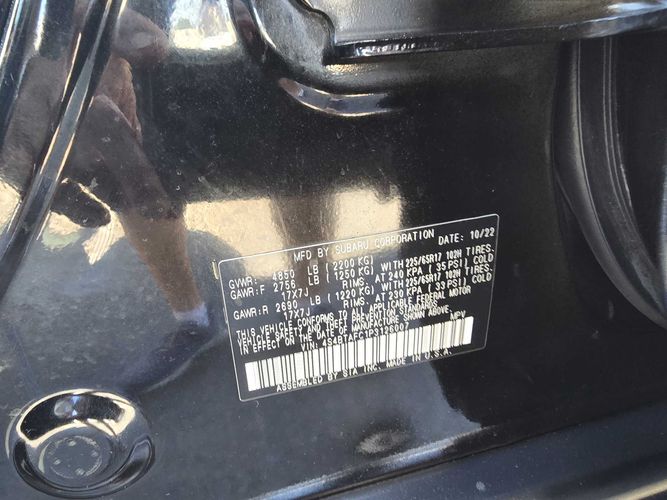 MFD BY SUBARU CORPORATION DATE: 10/22
GVWR: 4850 LB (2200 KG)
GAWR:F 2756 LB (1250 KG) WITH 225/65R17 102H TIRES,
17X7J RIMS, AT 240 KPA ( 35 PSI) COLD
GAWR:R 2690 LB (1220 KG) WITH 225/65R17 102H TIRES,
17X7J RIMS, AT 230 KPA ( 33 PSI) COLD
THIS VEHICLE CONFORMS TO ALL APPLICABLE FEDERAL MOTOR
VEHICLE SAFETY AND THEFT PREVENTION STANDARDS
IN EFFECT ON DATE OF MANUFACTURE SHOWN ABOVE.
VIN: 4S4BTAFC1P3126007 MPV
ASSEMBLED BY SIA INC. MADE IN U.S.A.